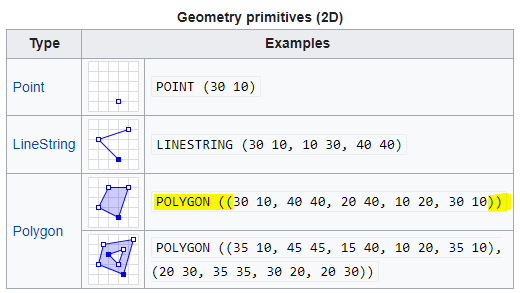 Geometry primitives (2D)
Type Examples
Point POINT (30 10)
LineString LINESTRING (30 10, 10 30, 40 40)
Polygon
POLYGON ((30 10, 40 40, 20 40, 10 20, 30 10))
POLYGON ((35 10, 45 45, 15 40, 10 20, 35 10),
(20 30, 35 35, 30 20, 20 30))